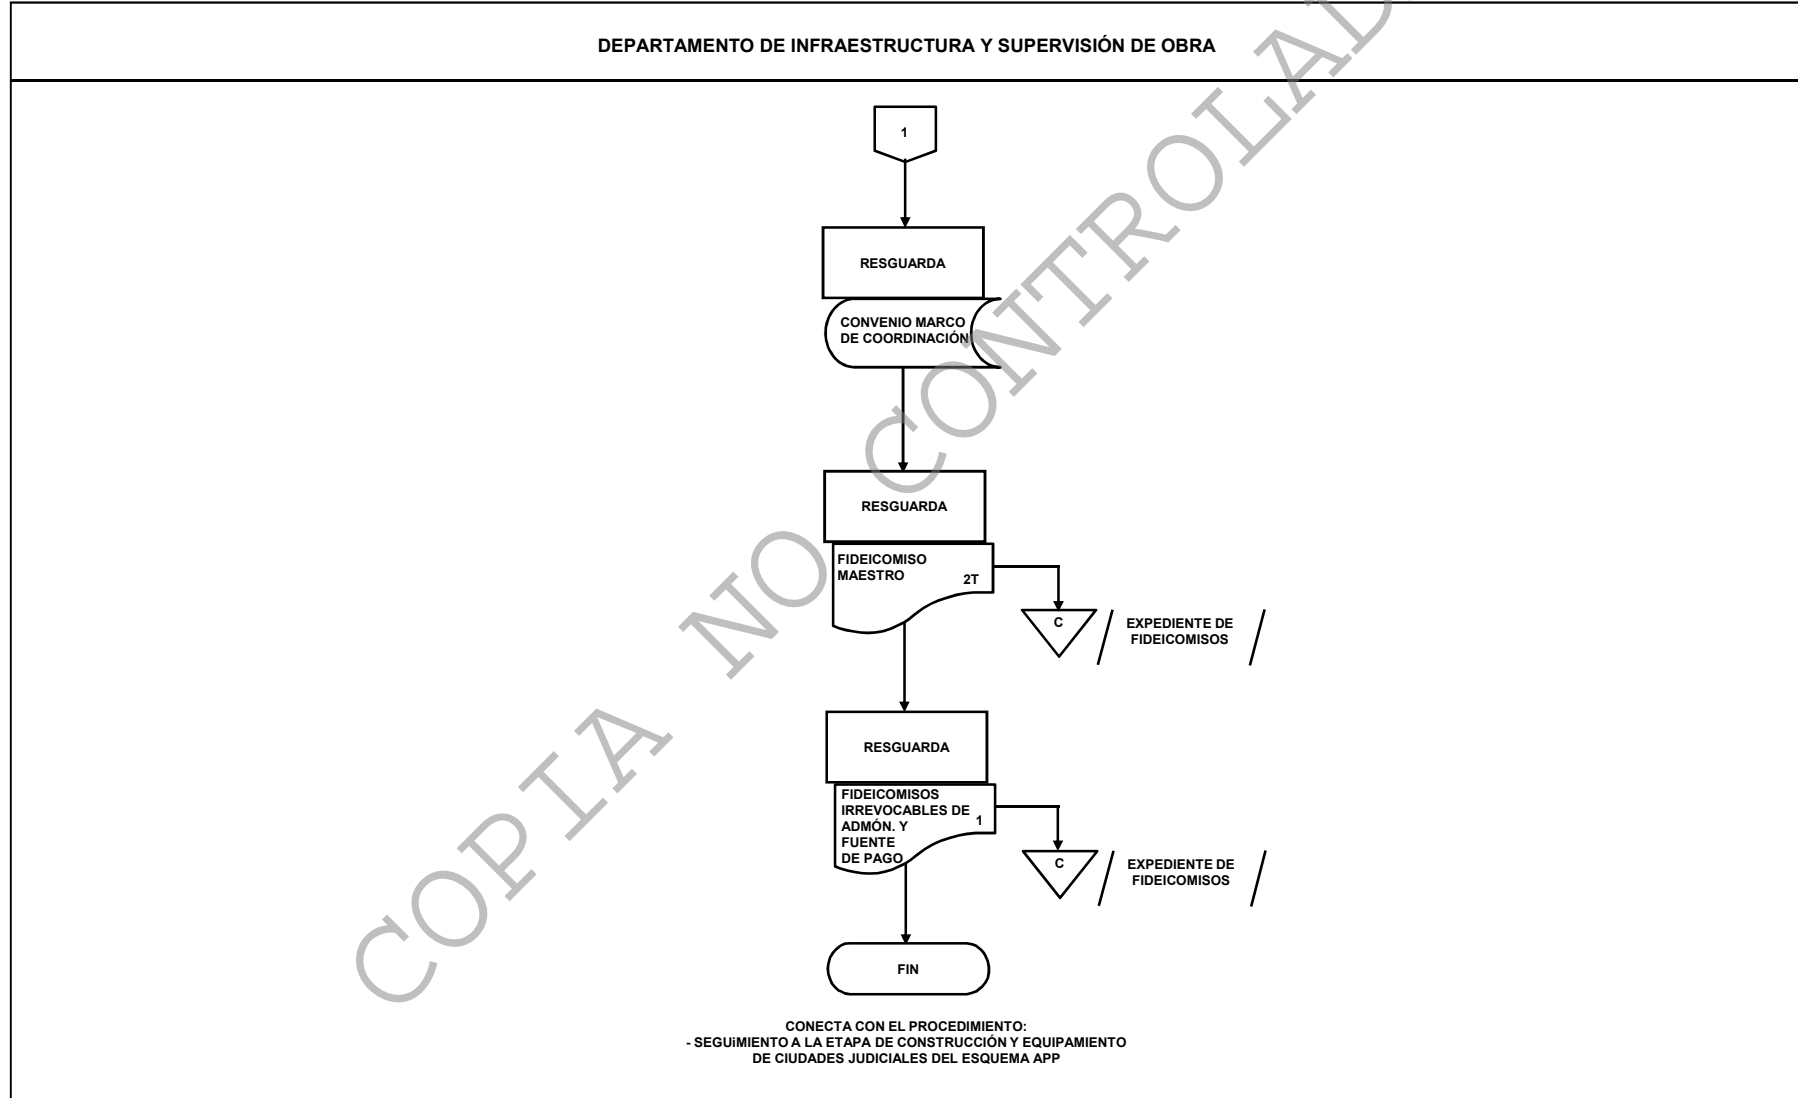 DEPARTAMENTO DE INFRAESTRUCTURA Y SUPERVISIÓN DE OBRA
1
RESGUARDA
CONVENIO MARCO
DE COORDINACIÓN
RESGUARDA
FIDEICOMISO
MAESTRO
2T
C
EXPEDIENTE DE
FIDEICOMISOS
RESGUARDA
FIDEICOMISOS
IRREVOCABLES DE
ADMÓN. Y
FUENTE
DE PAGO
1
C
EXPEDIENTE DE
FIDEICOMISOS
FIN
CONECTA CON EL PROCEDIMIENTO:
- SEGUiMIENTO A LA ETAPA DE CONSTRUCCIÓN Y EQUIPAMIENTO
DE CIUDADES JUDICIALES DEL ESQUEMA APP
COPIA NO CONTROLAD